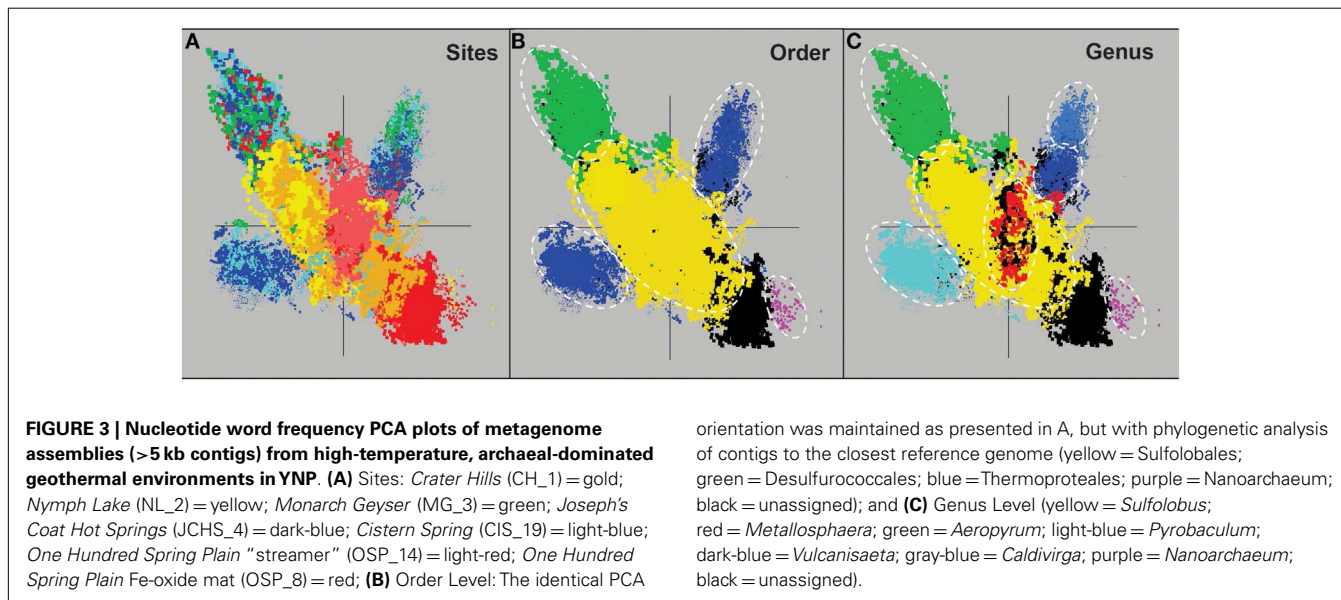 A
Sites
B
Order
C
Genus
FIGURE 3 | Nucleotide word frequency PCA plots of metagenome
assemblies (>5 kb contigs) from high-temperature, archaeal-dominated
geothermal environments in YNP. (A) Sites: Crater Hills (CH_1) = gold;
Nymph Lake (NL_2) = yellow; Monarch Geyser (MG_3) = green; Joseph's
Coat Hot Springs (JCHS_4) = dark-blue; Cistern Spring (CIS_19) = light-blue;
One Hundred Spring Plain "streamer" (OSP_14) = light-red; One Hundred
Spring Plain Fe-oxide mat (OSP_8) = red; (B) Order Level: The identical PCA
orientation was maintained as presented in A, but with phylogenetic analysis
of contigs to the closest reference genome (yellow = Sulfolobales;
green = Desulfurococcales; blue = Thermoproteales; purple = Nanoarchaeum;
black = unassigned); and (C) Genus Level (yellow = Sulfolobus;
red = Metallosphaera; green = Aeropyrum; light-blue = Pyrobaculum;
dark-blue = Vulcanisaeta; gray-blue = Caldivirga; purple = Nanoarchaeum;
black = unassigned).